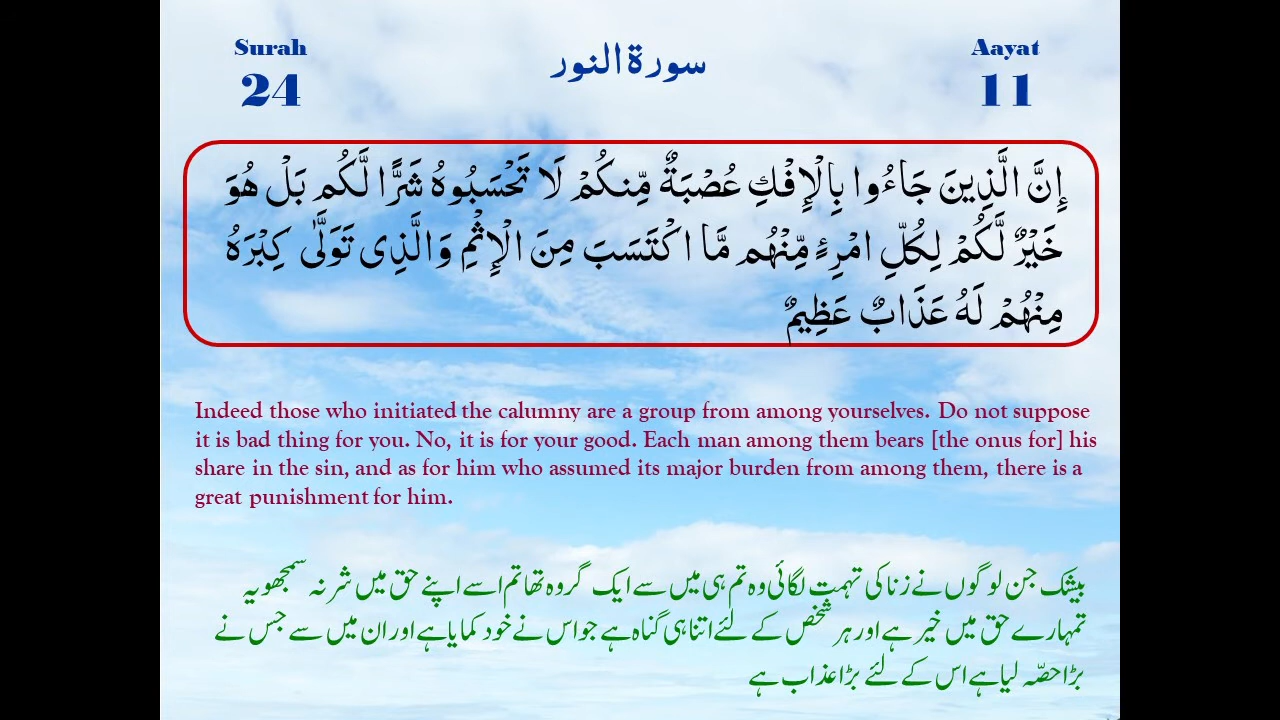 Surah
24
سورة النور
Aayat
11
إِنَّ الَّذِينَ جَاءُوا بِالْإِفْكِ عُصْبَةٌ مِّنكُمْ لَا تَحْسَبُوهُ شَرًّا لَّكُم بَلْ هُوَ
خَيْرٌ لَّكُمْ لِكُلِّ امْرِئٍ مِّنْهُم مَّا اكْتَسَبَ مِنَ الْإِثْمِ وَالَّذِى تَوَلَّىٰ كِبْرَهُ
مِنْهُمْ لَهُ عَذَابٌ عَظِيمٌ
Indeed those who initiated the calumny are a group from among yourselves. Do not suppose
it is bad thing for you. No, it is for your good. Each man among them bears [the onus for] his
share in the sin, and as for him who assumed its major burden from among them, there is a
great punishment for him.
بیشک جن لوگوں نے زنا کی تہمت لگائی وہ تم ہی میں سے ایک گروہ تھا تم اسے اپنے حق میں شر نہ سمجھو یہ
تمہارے حق میں خیر ہے اور ہر شخص کے لئے اتنا ہی گناہ ہے جو اس نے خود کمایا ہے اور ان میں سے جس نے
بڑا حصّہ لیا ہے اس کے لئے بڑا عذاب ہے